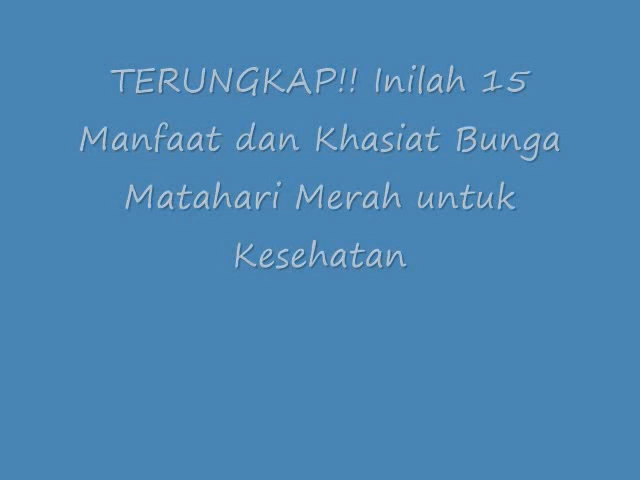 TERUNGKAP!! Inilah 15
Manfaat dan Khasiat Bunga
Matahari Merah untuk
Kesehatan